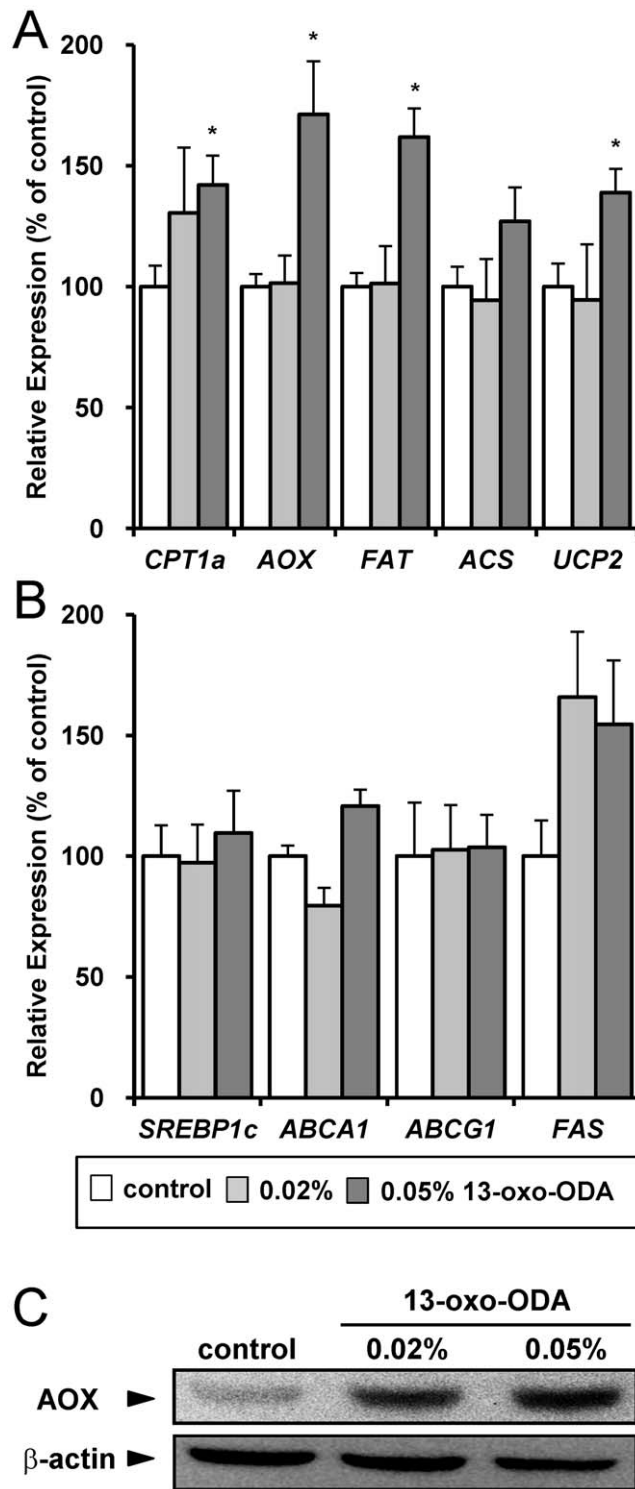 A
Relative Expression (% of control)
200
150
100
50
0
* * * *
CPT1a AOX FAT ACS UCP2
B
Relative Expression (% of control)
200
150
100
50
0
SREBP1c ABCA1 ABCG1 FAS
control 0.02% 0.05% 13-oxo-ODA
C
13-oxo-ODA
control 0.02% 0.05%
AOX
β-actin